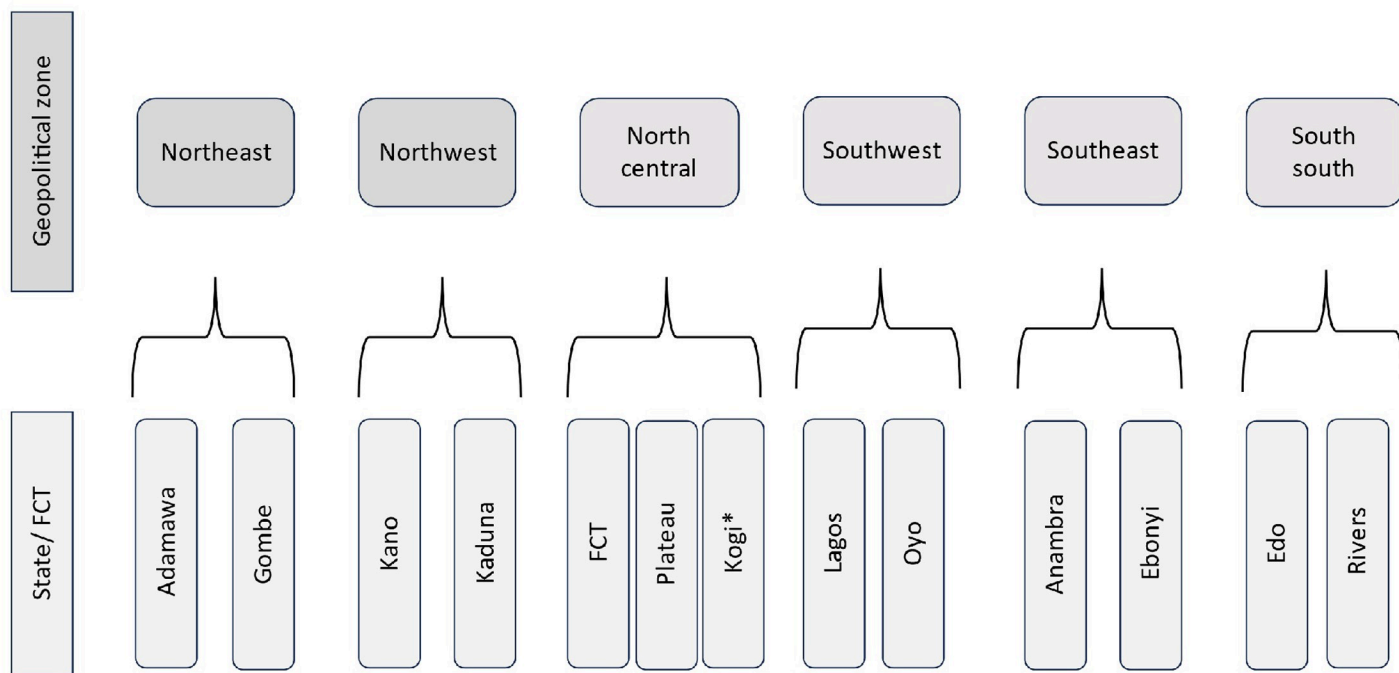 Geopolitical zone
Northeast
Northwest
North
central
Southwest
Southeast
South
south
State/ FCT
Adamawa
Gombe
Kano
Kaduna
FCT
Plateau
Kogi*
Lagos
Oyo
Anambra
Ebonyi
Edo
Rivers